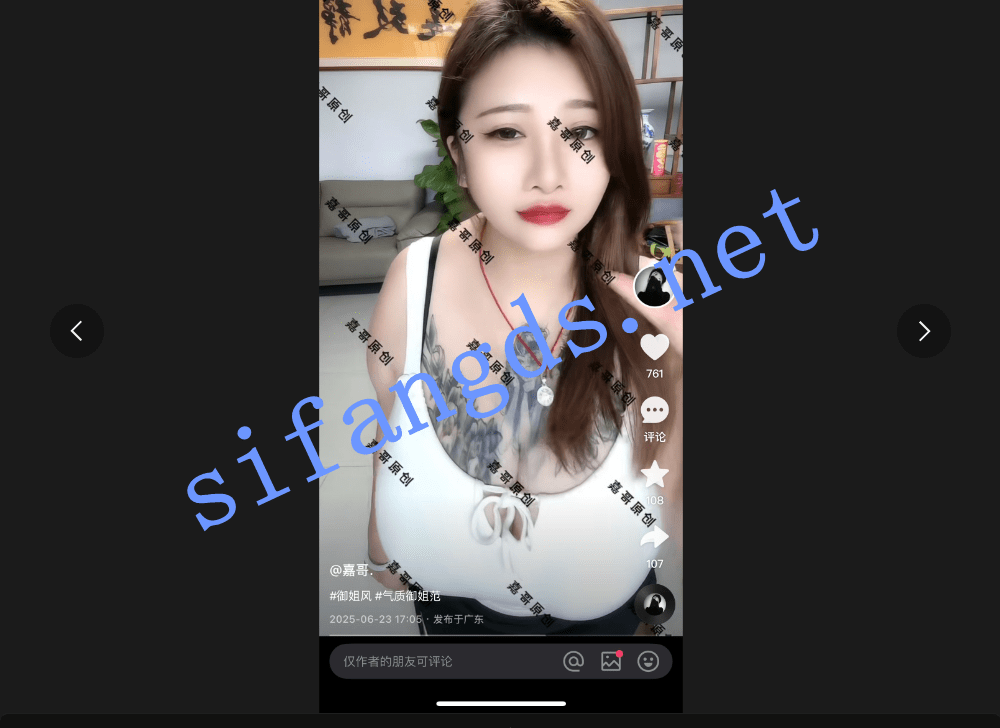 嘉哥原创
sifangds.net
761
评论
108
107
@嘉哥.
#御姐风 #气质御姐范
2025-06-23 17:05 · 发布于广东
仅作者的朋友可评论